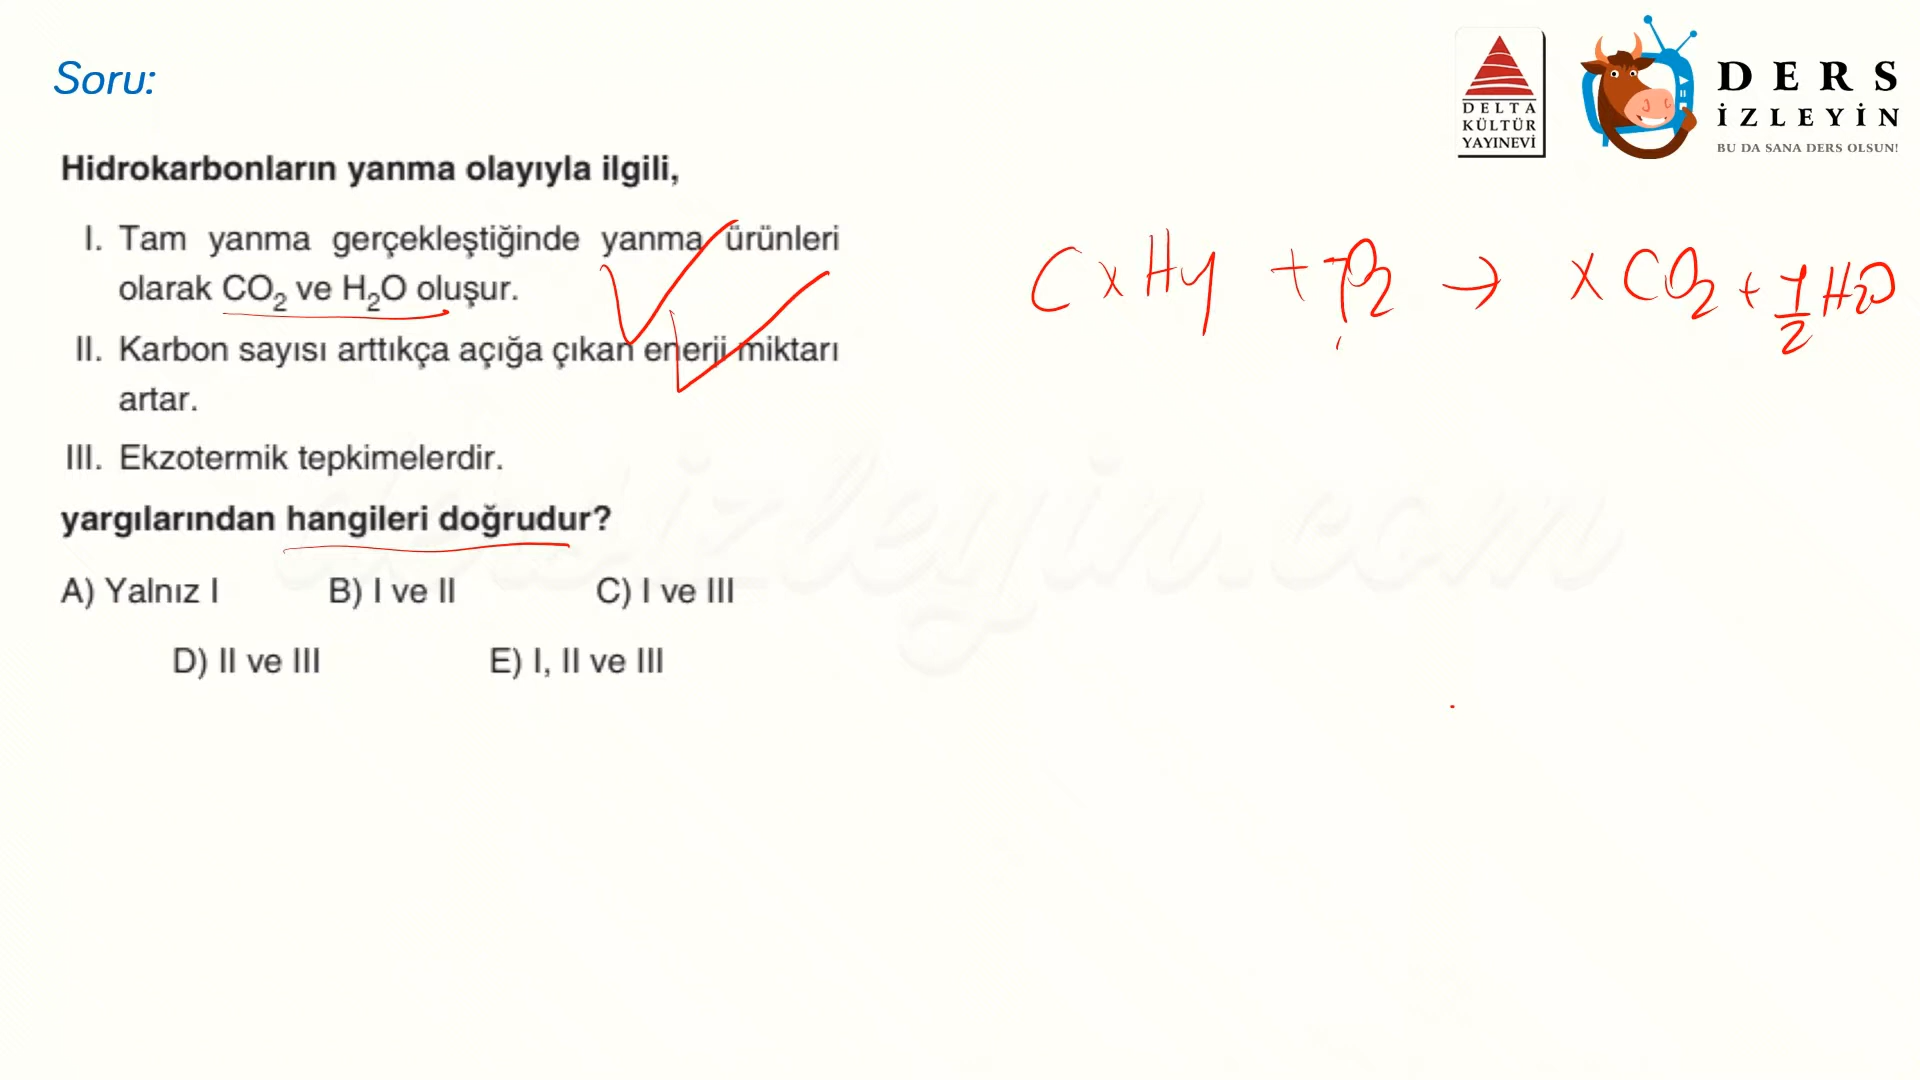 Soru:
DELTA
KÜLTÜR
YAYINEVİ
DERS
İZLEYİN
BU DA SANA DERS OLSUN!
Hidrokarbonların yanma olayıyla ilgili,
I. Tam yanma gerçekleştiğinde yanma ürünleri
olarak CO₂ ve H₂O oluşur.
II. Karbon sayısı arttıkça açığa çıkan enerji miktarı
artar.
III. Ekzotermik tepkimelerdir.
yargılarından hangileri doğrudur?
A) Yalnız I B) I ve II C) I ve III
D) II ve III E) I, II ve III
CxHy + ?O₂ → xCO₂ + y/2 H₂O
dersizleyin.com